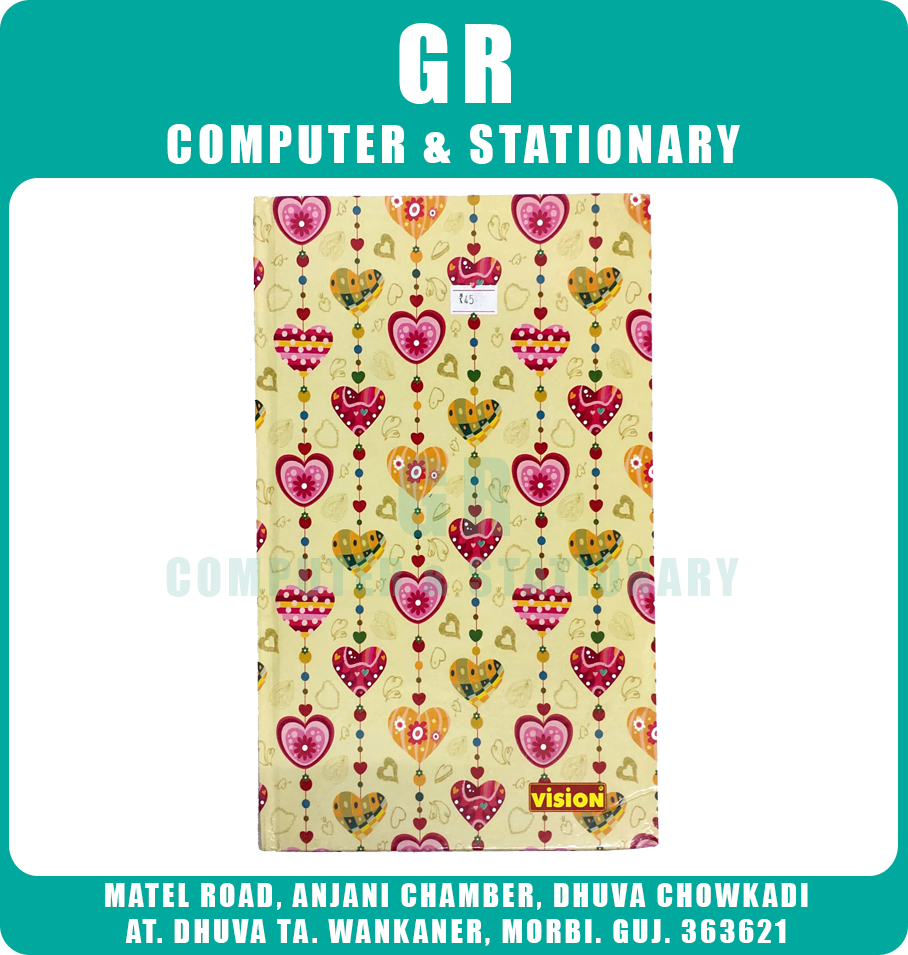 GR
COMPUTER & STATIONARY
₹45
GR
COMPUTER & STATIONARY
vision
MATEL ROAD, ANJANI CHAMBER, DHUVA CHOWKADI
AT. DHUVA TA. WANKANER, MORBI. GUJ. 363621